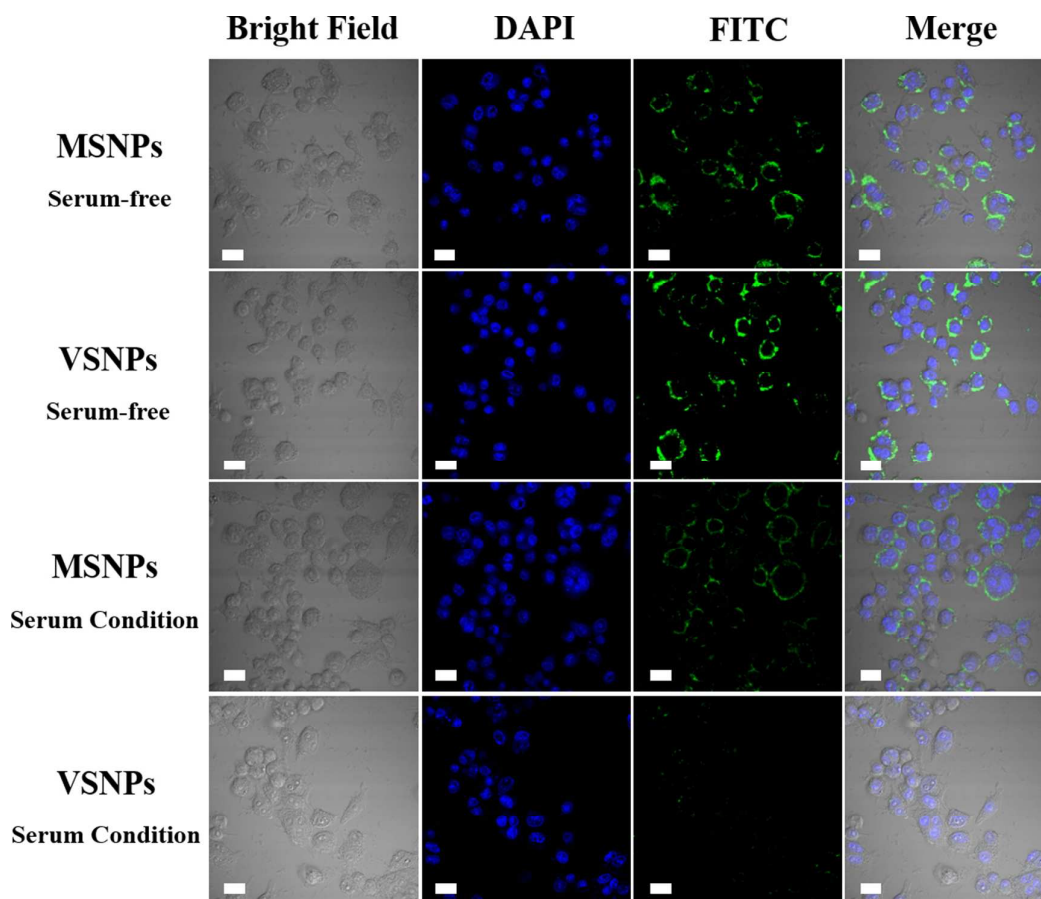 Bright Field DAPI FITC Merge
MSNPs
Serum-free
VSNPs
Serum-free
MSNPs
Serum Condition
VSNPs
Serum Condition